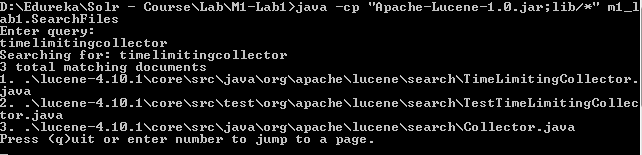 D:\Edureka\Solr - Course\Lab\M1-Lab1>java -cp "Apache-Lucene-1.0.jar;lib/*" m1_l
ab1.SearchFiles
Enter query:
timelimitingcollector
Searching for: timelimitingcollector
3 total matching documents
1. .\lucene-4.10.1\core\src\java\org\apache\lucene\search\TimeLimitingCollector.
java
2. .\lucene-4.10.1\core\src\test\org\apache\lucene\search\TestTimeLimitingCollec
tor.java
3. .\lucene-4.10.1\core\src\java\org\apache\lucene\search\Collector.java
Press (q)uit or enter number to jump to a page.